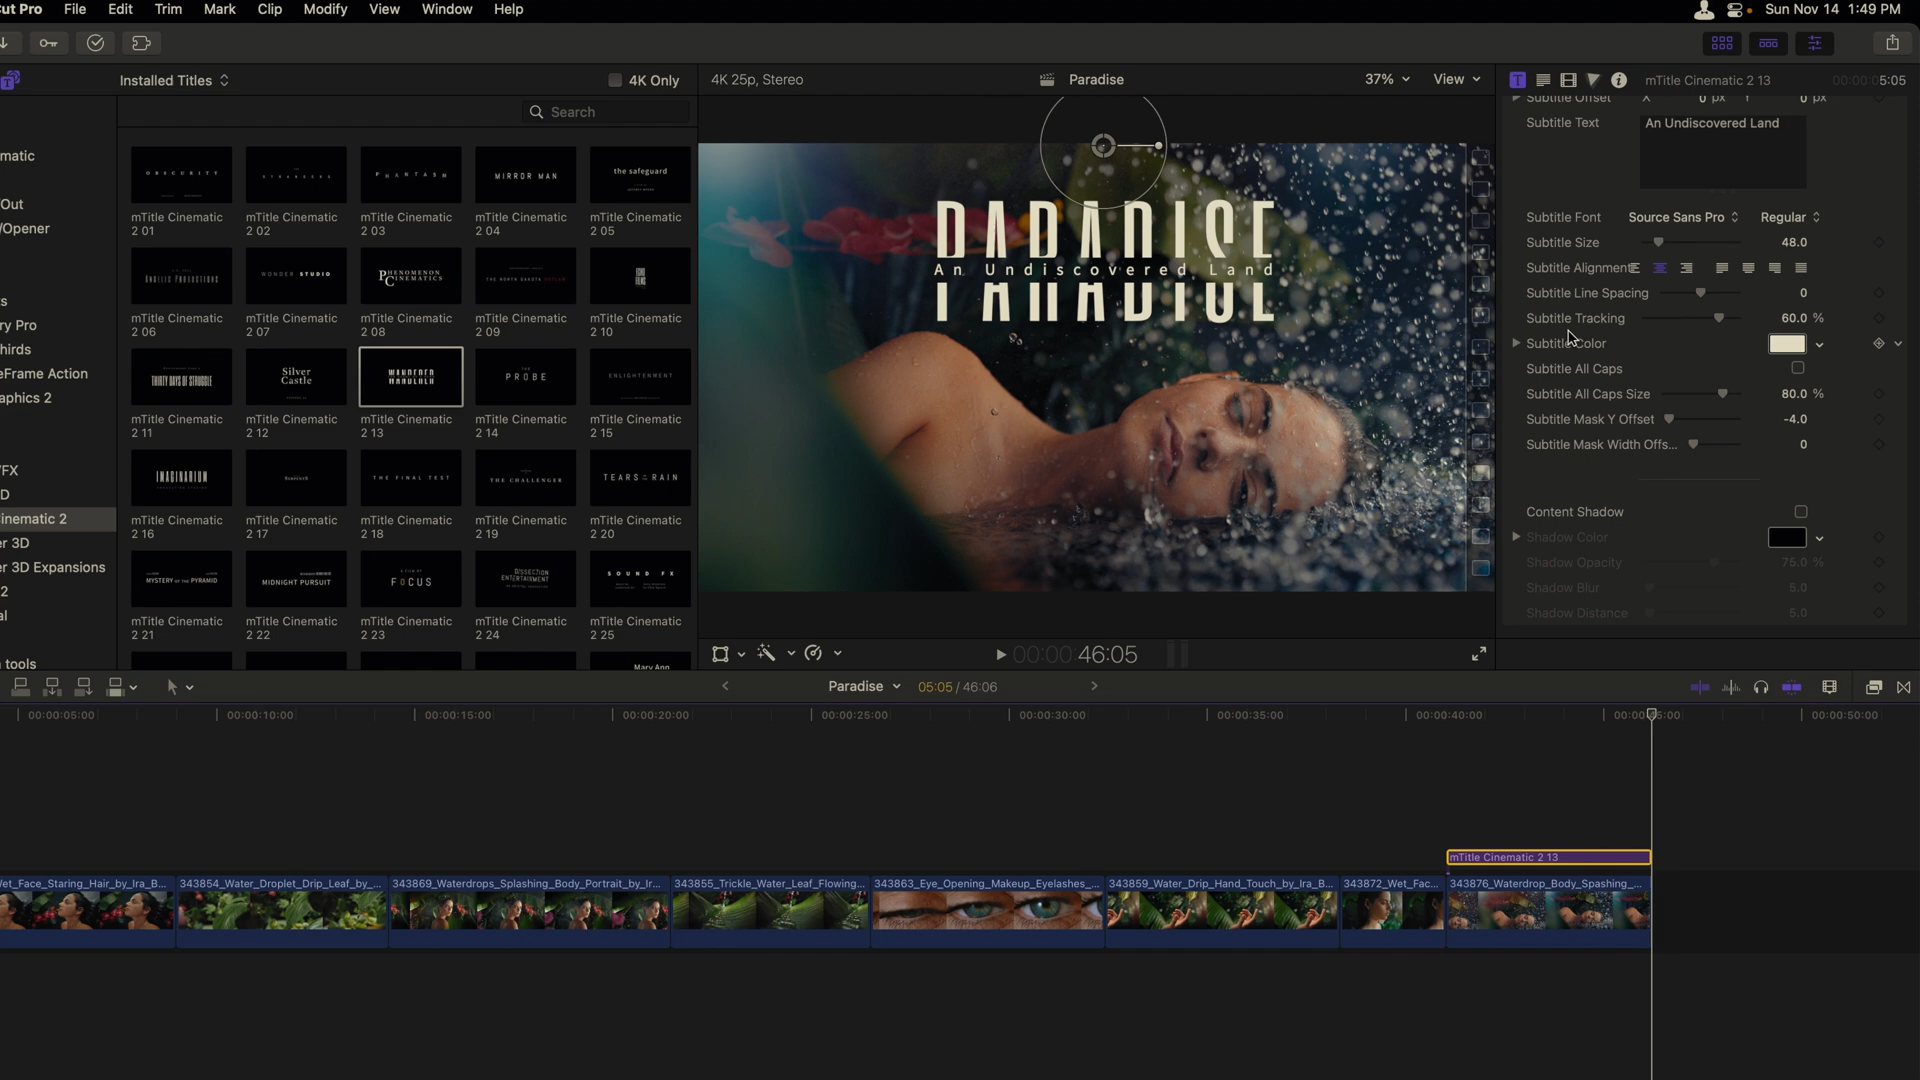 Cut Pro File Edit Trim Mark Clip Modify View Window Help
Sun Nov 14 1:49 PM
Installed Titles
4K Only
4K 25p, Stereo
Paradise
37%
View
mTitle Cinematic 2 13
00:00:05:05
Search
matic
/Out
/Opener
s
ry Pro
hirds
eFrame Action
aphics 2
/FX
D
inematic 2
er 3D
er 3D Expansions
2
al
tools
OBSCURITY
PHANTASM
MIRROR MAN
the safeguard
mTitle Cinematic 2 01
mTitle Cinematic 2 02
mTitle Cinematic 2 03
mTitle Cinematic 2 04
mTitle Cinematic 2 05
WONDER STUDIO
PHENOMENON CINEMATICS
ECHO FILMS
mTitle Cinematic 2 06
mTitle Cinematic 2 07
mTitle Cinematic 2 08
mTitle Cinematic 2 09
mTitle Cinematic 2 10
THIRTY DAYS OF STRUGGLE
Silver Castle
WANDERER
THE PROBE
ENLIGHTENMENT
mTitle Cinematic 2 11
mTitle Cinematic 2 12
mTitle Cinematic 2 13
mTitle Cinematic 2 14
mTitle Cinematic 2 15
IMAGINARIUM
THE FINAL TEST
THE CHALLENGER
TEARS IN RAIN
mTitle Cinematic 2 16
mTitle Cinematic 2 17
mTitle Cinematic 2 18
mTitle Cinematic 2 19
mTitle Cinematic 2 20
MYSTERY OF THE PYRAMID
MIDNIGHT PURSUIT
A FILM BY FOCUS
DISSECTION ENTERTAINMENT
SOUND FX
mTitle Cinematic 2 21
mTitle Cinematic 2 22
mTitle Cinematic 2 23
mTitle Cinematic 2 24
mTitle Cinematic 2 25
Mary Ann
PARADISE
An Undiscovered Land
00:00:46:05
Subtitle Offset X 0 px Y 0 px
Subtitle Text An Undiscovered Land
Subtitle Font Source Sans Pro Regular
Subtitle Size 48.0
Subtitle Alignment
Subtitle Line Spacing 0
Subtitle Tracking 60.0 %
Subtitle Color
Subtitle All Caps
Subtitle All Caps Size 80.0 %
Subtitle Mask Y Offset -4.0
Subtitle Mask Width Offs... 0
Content Shadow
Shadow Color
Shadow Opacity 75.0 %
Shadow Blur 5.0
Shadow Distance 5.0
Paradise
05:05 / 46:06
00:00:05:00
00:00:10:00
00:00:15:00
00:00:20:00
00:00:25:00
00:00:30:00
00:00:35:00
00:00:40:00
00:00:45:00
00:00:50:00
mTitle Cinematic 2 13
Wet_Face_Staring_Hair_by_Ira_B...
343854_Water_Droplet_Drip_Leaf_by_...
343869_Waterdrops_Splashing_Body_Portrait_by_Ir...
343855_Trickle_Water_Leaf_Flowing...
343863_Eye_Opening_Makeup_Eyelashes_...
343859_Water_Drip_Hand_Touch_by_Ira_B...
343872_Wet_Fac...
343876_Waterdrop_Body_Spashing_...